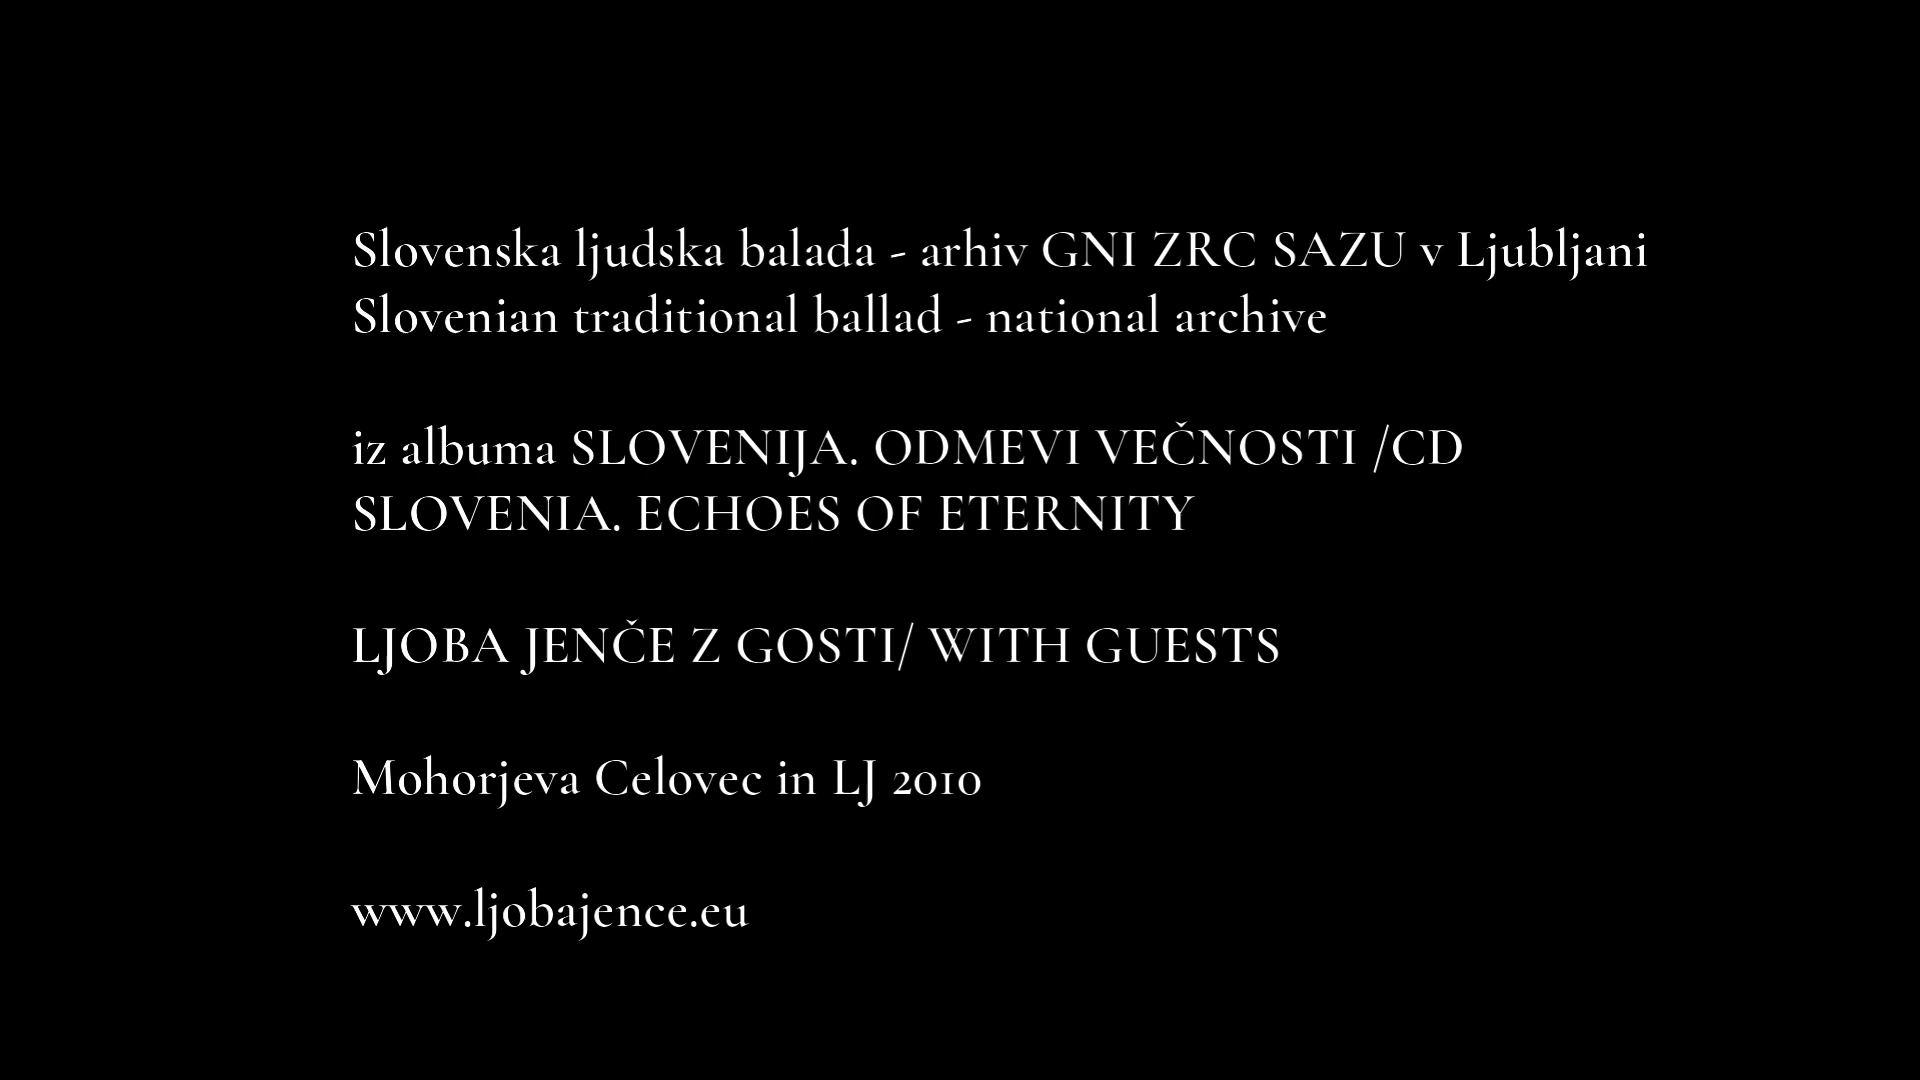 Slovenska ljudska balada - arhiv GNI ZRC SAZU v Ljubljani
Slovenian traditional ballad - national archive
iz albuma SLOVENIJA. ODMEVI VEČNOSTI /CD
SLOVENIA. ECHOES OF ETERNITY
LJOBA JENČE Z GOSTI/ WITH GUESTS
Mohorjeva Celovec in LJ 2010
www.ljobajence.eu